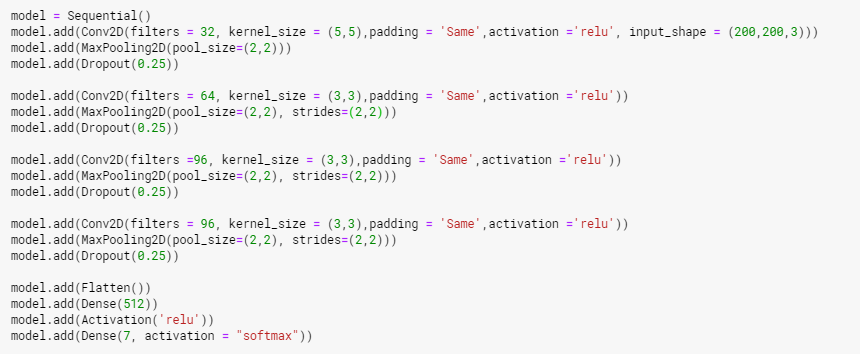 model = Sequential()
model.add(Conv2D(filters = 32, kernel_size = (5,5),padding = 'Same',activation ='relu', input_shape = (200,200,3)))
model.add(MaxPooling2D(pool_size=(2,2)))
model.add(Dropout(0.25))

model.add(Conv2D(filters = 64, kernel_size = (3,3),padding = 'Same',activation ='relu'))
model.add(MaxPooling2D(pool_size=(2,2), strides=(2,2)))
model.add(Dropout(0.25))

model.add(Conv2D(filters =96, kernel_size = (3,3),padding = 'Same',activation ='relu'))
model.add(MaxPooling2D(pool_size=(2,2), strides=(2,2)))
model.add(Dropout(0.25))

model.add(Conv2D(filters = 96, kernel_size = (3,3),padding = 'Same',activation ='relu'))
model.add(MaxPooling2D(pool_size=(2,2), strides=(2,2)))
model.add(Dropout(0.25))

model.add(Flatten())
model.add(Dense(512))
model.add(Activation('relu'))
model.add(Dense(7, activation = "softmax"))